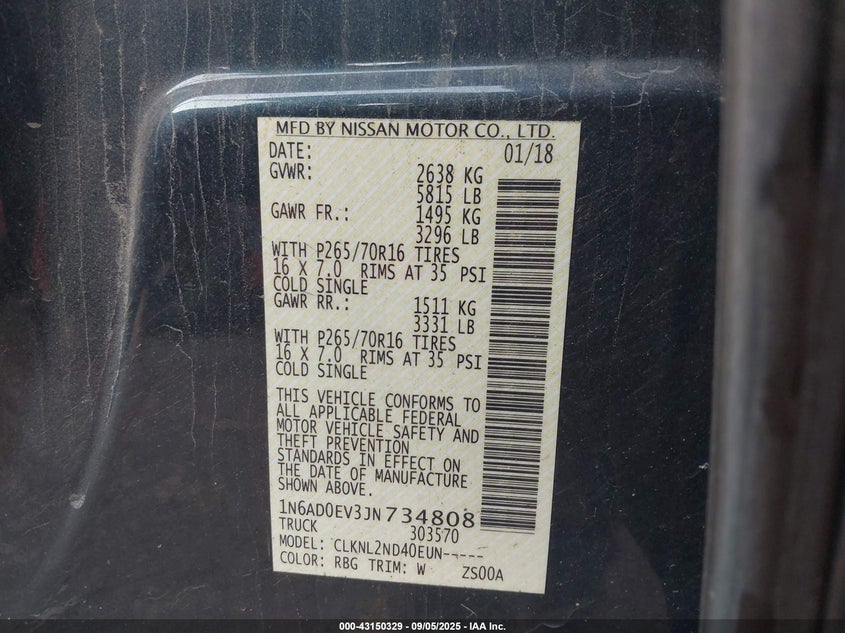 MFD BY NISSAN MOTOR CO., LTD.
DATE: 01/18
GVWR: 2638 KG
5815 LB
GAWR FR.: 1495 KG
3296 LB
WITH P265/70R16 TIRES
16 X 7.0 RIMS AT 35 PSI
COLD SINGLE
GAWR RR.: 1511 KG
3331 LB
WITH P265/70R16 TIRES
16 X 7.0 RIMS AT 35 PSI
COLD SINGLE
THIS VEHICLE CONFORMS TO
ALL APPLICABLE FEDERAL
MOTOR VEHICLE SAFETY AND
THEFT PREVENTION
STANDARDS IN EFFECT ON
THE DATE OF MANUFACTURE
SHOWN ABOVE.
1N6AD0EV3JN734808
TRUCK 303570
MODEL: CLKNL2ND40EUN-----
COLOR: RBG TRIM: W ZS00A
000-43150329 - 09/05/2025 - IAA Inc.